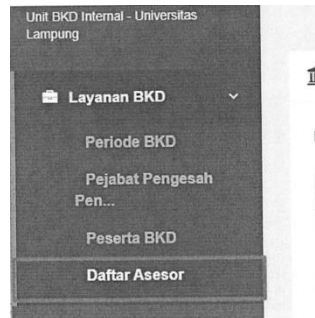 Unit BKD Internal - Universitas
Lampung
Layanan BKD
Periode BKD
Pejabat Pengesah
Pen...
Peserta BKD
Daftar Asesor